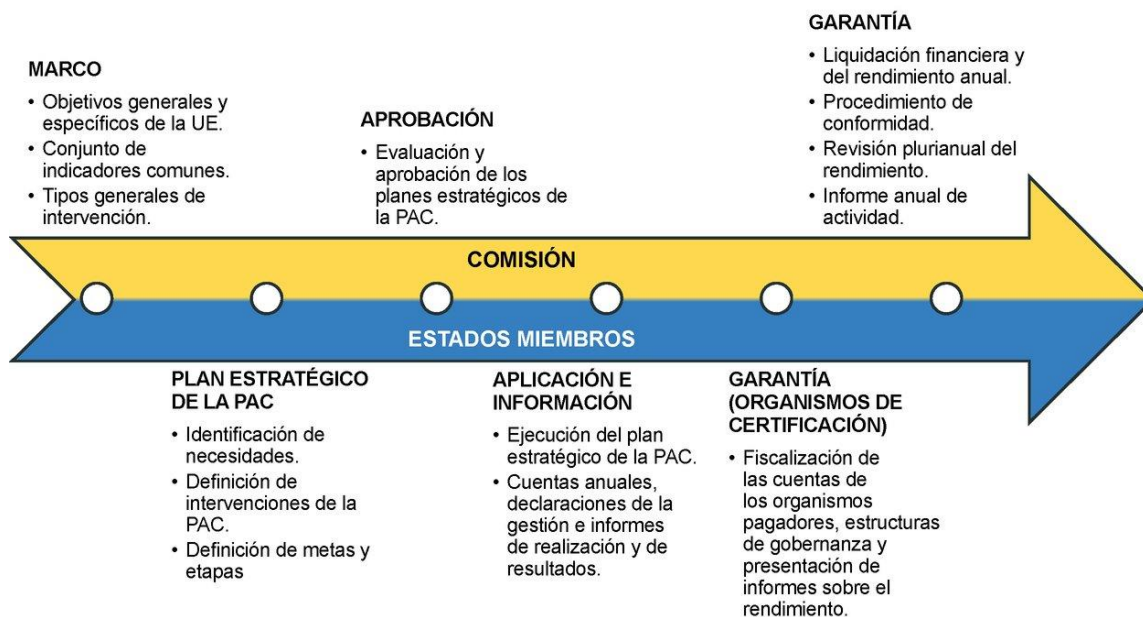 MARCO
• Objetivos generales y
específicos de la UE.
• Conjunto de
indicadores comunes.
• Tipos generales de
intervención.
APROBACIÓN
• Evaluación y
aprobación de los
planes estratégicos de
la PAC.
GARANTÍA
• Liquidación financiera y
del rendimiento anual.
• Procedimiento de
conformidad.
• Revisión plurianual del
rendimiento.
• Informe anual de
actividad.
COMISIÓN
ESTADOS MIEMBROS
PLAN ESTRATÉGICO
DE LA PAC
• Identificación de
necesidades.
• Definición de
intervenciones de la
PAC.
• Definición de metas y
etapas
APLICACIÓN E
INFORMACIÓN
• Ejecución del plan
estratégico de la PAC.
• Cuentas anuales,
declaraciones de la
gestión e informes
de realización y de
resultados.
GARANTÍA
(ORGANISMOS DE
CERTIFICACIÓN)
• Fiscalización de
las cuentas de
los organismos
pagadores, estructuras
de gobernanza y
presentación de
informes sobre el
rendimiento.